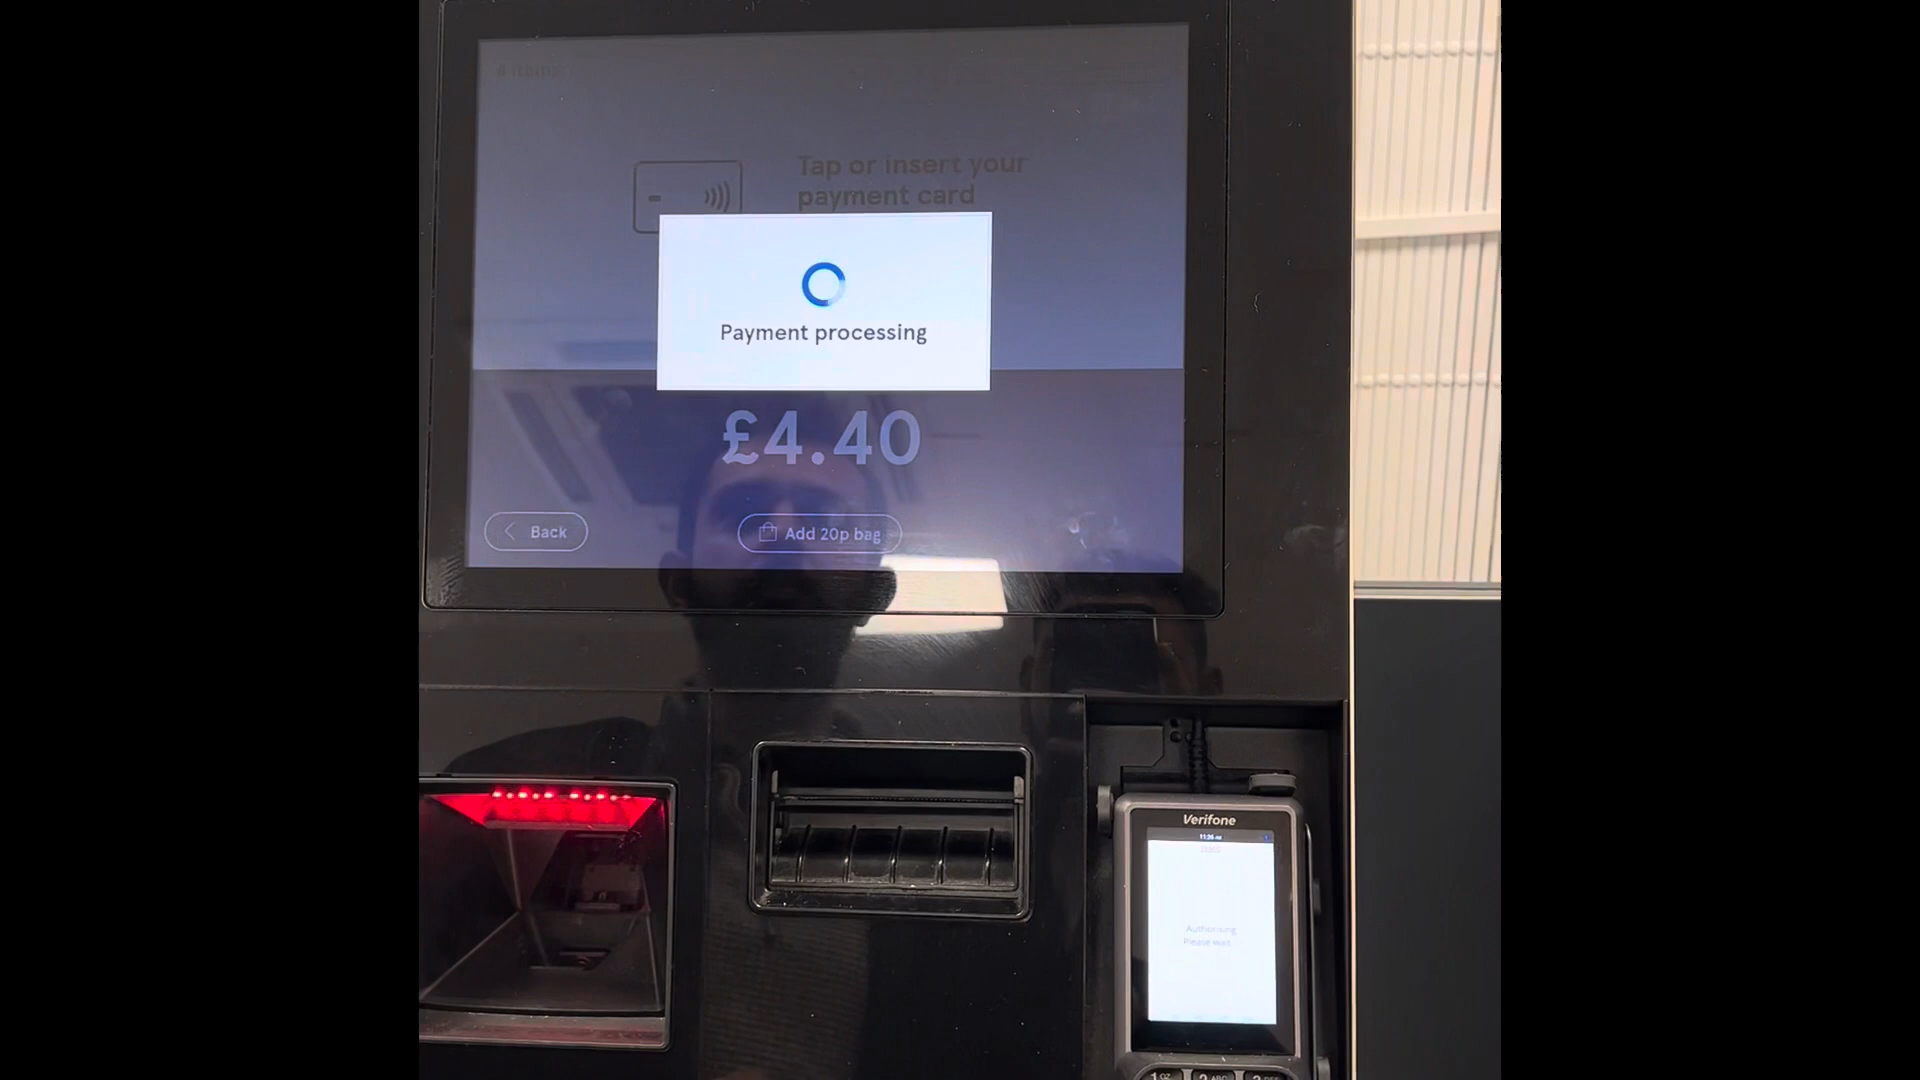 Tap or insert your
payment card
Payment processing
£4.40
Back
Add 20p bag
Verifone
Authorising
Please wait